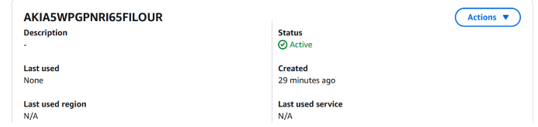 AKIA5WPGPNRI65FILOUR
Actions ▼
Description
-
Status
Active
Last used
None
Created
29 minutes ago
Last used region
N/A
Last used service
N/A